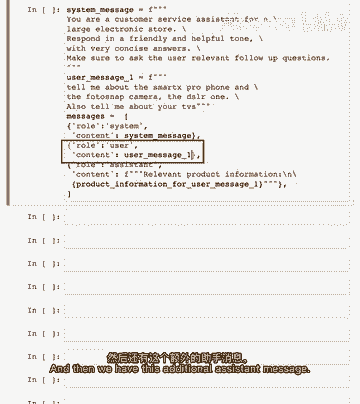 In [ ]: system_message = f"""
You are a customer service assistant for a \
large electronic store. \
Respond in a friendly and helpful tone, \
with very concise answers. \
Make sure to ask the user relevant follow up questions.
"""
user_message_1 = f"""
tell me about the smartx pro phone and \
the fotosnap camera, the dslr one. \
Also tell me about your tvs"""
messages = [
{'role':'system',
'content': system_message},
{'role':'user',
'content': user_message_1},
{'role':'assistant',
'content': f"""Relevant product information:\n\
{product_information_for_user_message_1}"""},
]
In [ ]:
In [ ]:
In [ ]:
In [ ]:
In [ ]:
In [ ]:
In [ ]:
然后还有这个额外的助手消息。
And then we have this additional assistant message.
In [ ]: